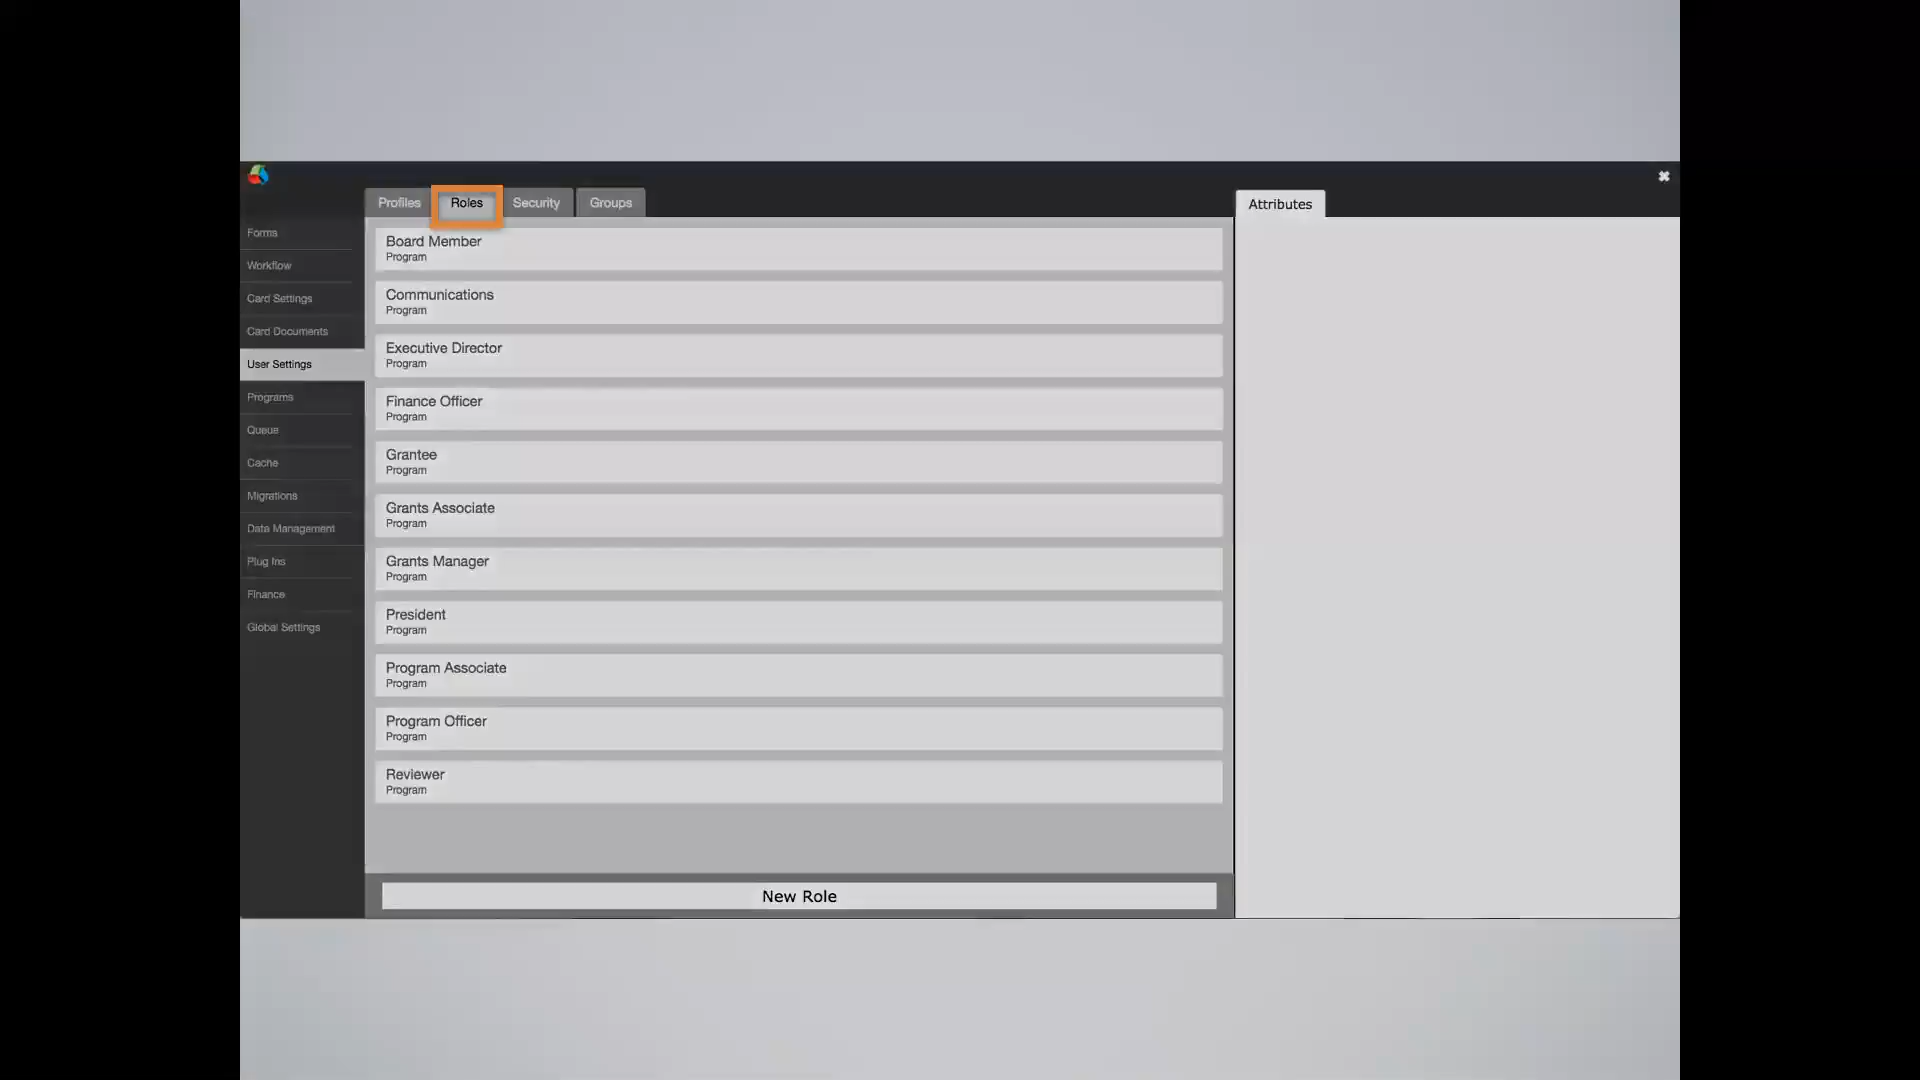 Profiles
Roles
Security
Groups
Attributes
Forms
Workflow
Card Settings
Card Documents
User Settings
Programs
Queue
Cache
Migrations
Data Management
Plug Ins
Finance
Global Settings
Board Member
Program
Communications
Program
Executive Director
Program
Finance Officer
Program
Grantee
Program
Grants Associate
Program
Grants Manager
Program
President
Program
Program Associate
Program
Program Officer
Program
Reviewer
Program
New Role